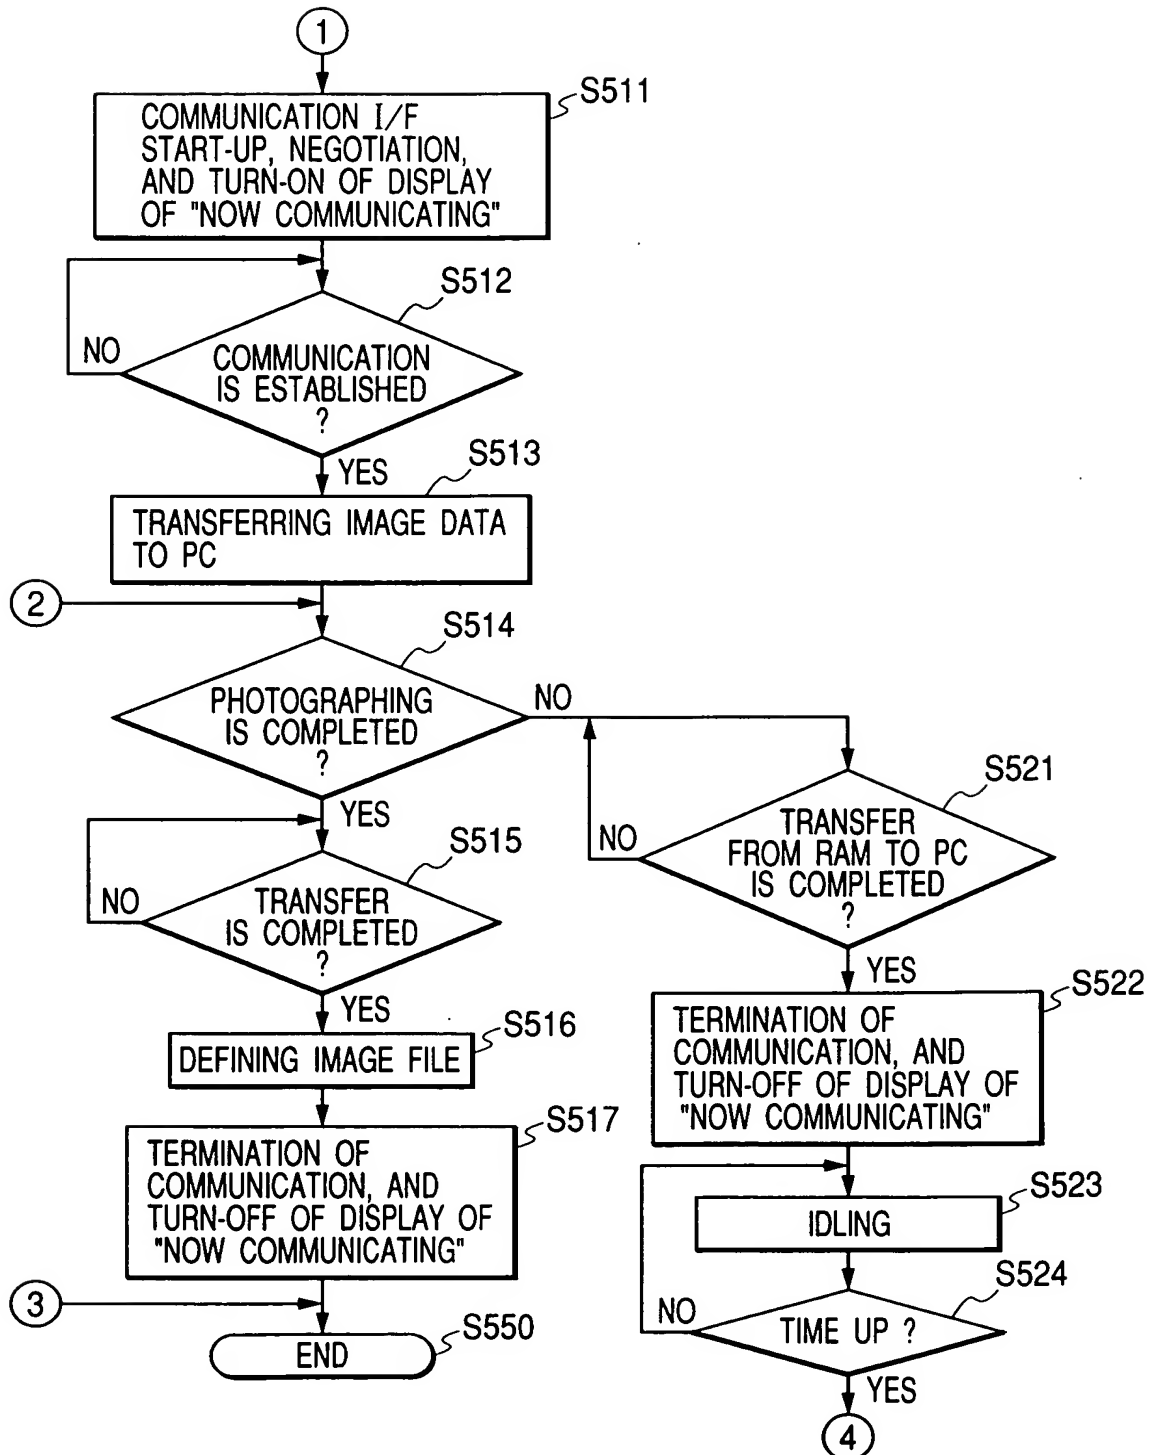 1
S511
COMMUNICATION I/F
START-UP, NEGOTIATION,
AND TURN-ON OF DISPLAY
OF "NOW COMMUNICATING"
S512
NO
COMMUNICATION
IS ESTABLISHED
?
YES
S513
TRANSFERRING IMAGE DATA
TO PC
2
S514
PHOTOGRAPHING
IS COMPLETED
?
NO
YES
S515
NO
TRANSFER
IS COMPLETED
?
YES
S516
DEFINING IMAGE FILE
S517
TERMINATION OF
COMMUNICATION, AND
TURN-OFF OF DISPLAY OF
"NOW COMMUNICATING"
3
S550
END
S521
NO
TRANSFER
FROM RAM TO PC
IS COMPLETED
?
YES
S522
TERMINATION OF
COMMUNICATION, AND
TURN-OFF OF DISPLAY OF
"NOW COMMUNICATING"
S523
IDLING
S524
NO
TIME UP ?
YES
4